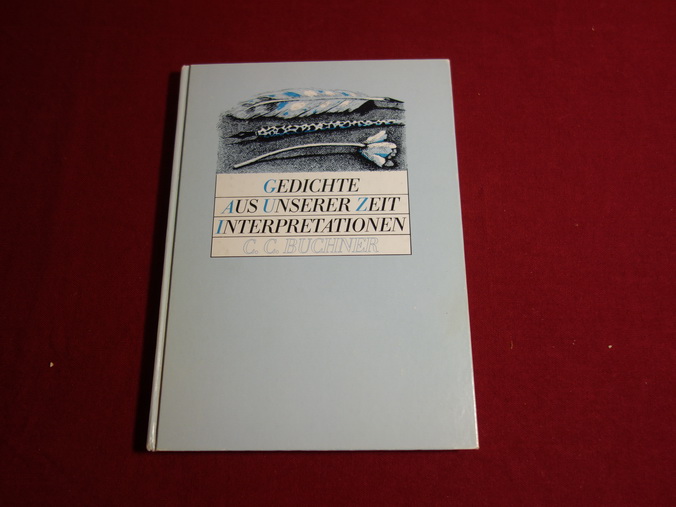 GEDICHTE
AUS UNSERER ZEIT
INTERPRETATIONEN
C. C. BUCHNER